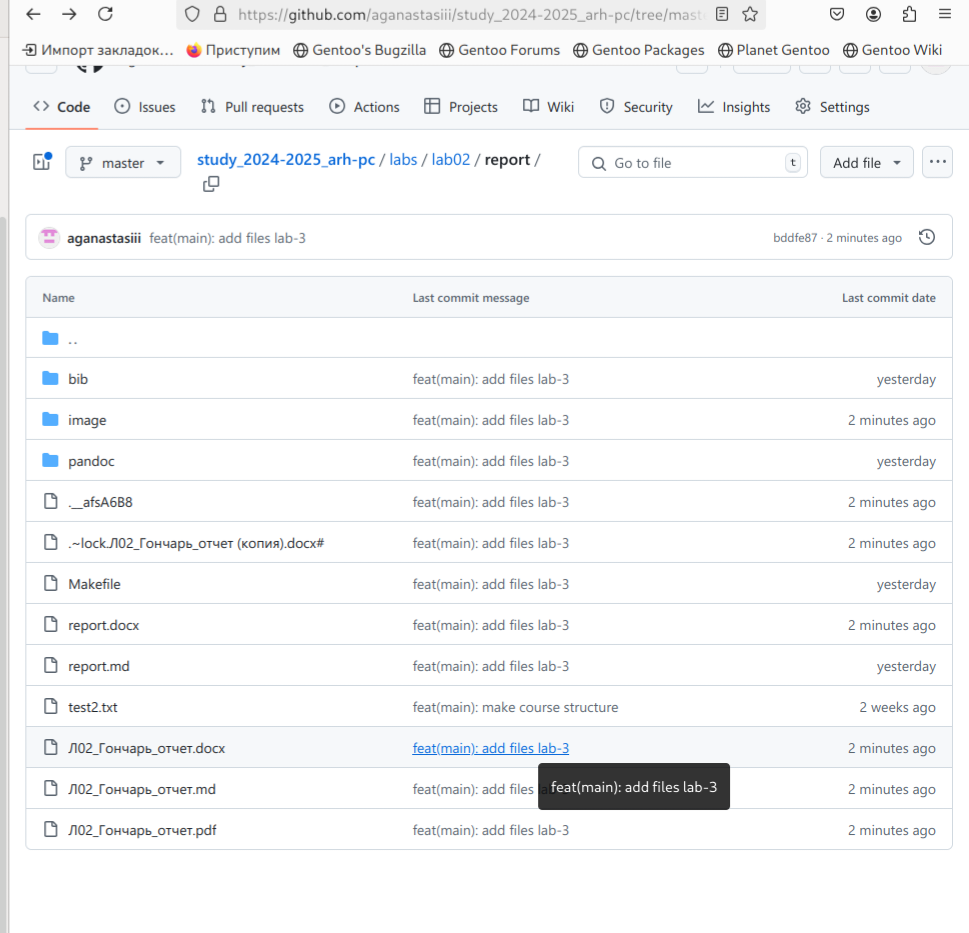 https://github.com/aganastasiii/study_2024-2025_arh-pc/tree/mast
Импорт закладок… Приступим Gentoo's Bugzilla Gentoo Forums Gentoo Packages Planet Gentoo Gentoo Wiki
Code Issues Pull requests Actions Projects Wiki Security Insights Settings
master study_2024-2025_arh-pc / labs / lab02 / report / Go to file t Add file ...
aganastasiii feat(main): add files lab-3 bddfe87 · 2 minutes ago
Name Last commit message Last commit date
..
bib feat(main): add files lab-3 yesterday
image feat(main): add files lab-3 2 minutes ago
pandoc feat(main): add files lab-3 yesterday
.__afsA6B8 feat(main): add files lab-3 2 minutes ago
.~lock.Л02_Гончарь_отчет (копия).docx# feat(main): add files lab-3 2 minutes ago
Makefile feat(main): add files lab-3 yesterday
report.docx feat(main): add files lab-3 2 minutes ago
report.md feat(main): add files lab-3 yesterday
test2.txt feat(main): make course structure 2 weeks ago
Л02_Гончарь_отчет.docx feat(main): add files lab-3 2 minutes ago
feat(main): add files lab-3
Л02_Гончарь_отчет.md feat(main): add files 2 minutes ago
Л02_Гончарь_отчет.pdf feat(main): add files lab-3 2 minutes ago